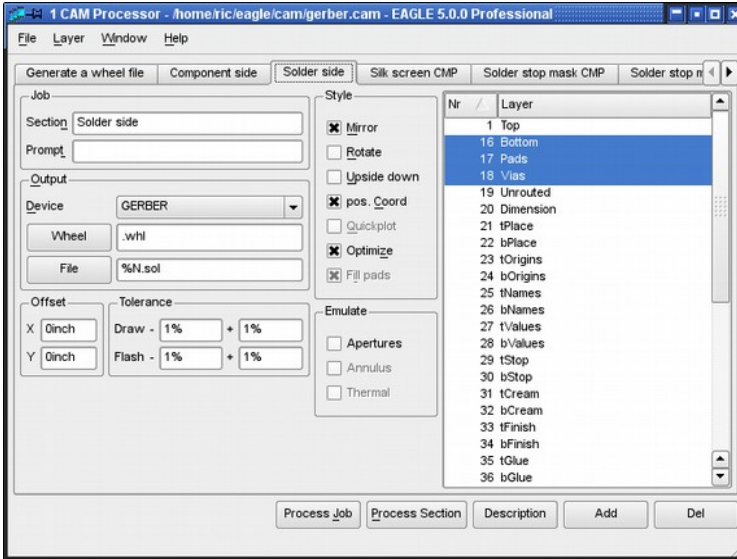 1 CAM Processor - /home/ric/eagle/cam/gerber.cam - EAGLE 5.0.0 Professional
File Layer Window Help
Generate a wheel file Component side Solder side Silk screen CMP Solder stop mask CMP Solder stop
Job
Section Solder side
Prompt
Output
Device GERBER
Wheel .whl
File %N.sol
Offset
X 0inch
Y 0inch
Tolerance
Draw - 1% + 1%
Flash - 1% + 1%
Style
Mirror
Rotate
Upside down
pos. Coord
Quickplot
Optimize
Fill pads
Emulate
Apertures
Annulus
Thermal
Nr Layer
1 Top
16 Bottom
17 Pads
18 Vias
19 Unrouted
20 Dimension
21 tPlace
22 bPlace
23 tOrigins
24 bOrigins
25 tNames
26 bNames
27 tValues
28 bValues
29 tStop
30 bStop
31 tCream
32 bCream
33 tFinish
34 bFinish
35 tGlue
36 bGlue
Process Job Process Section Description Add Del